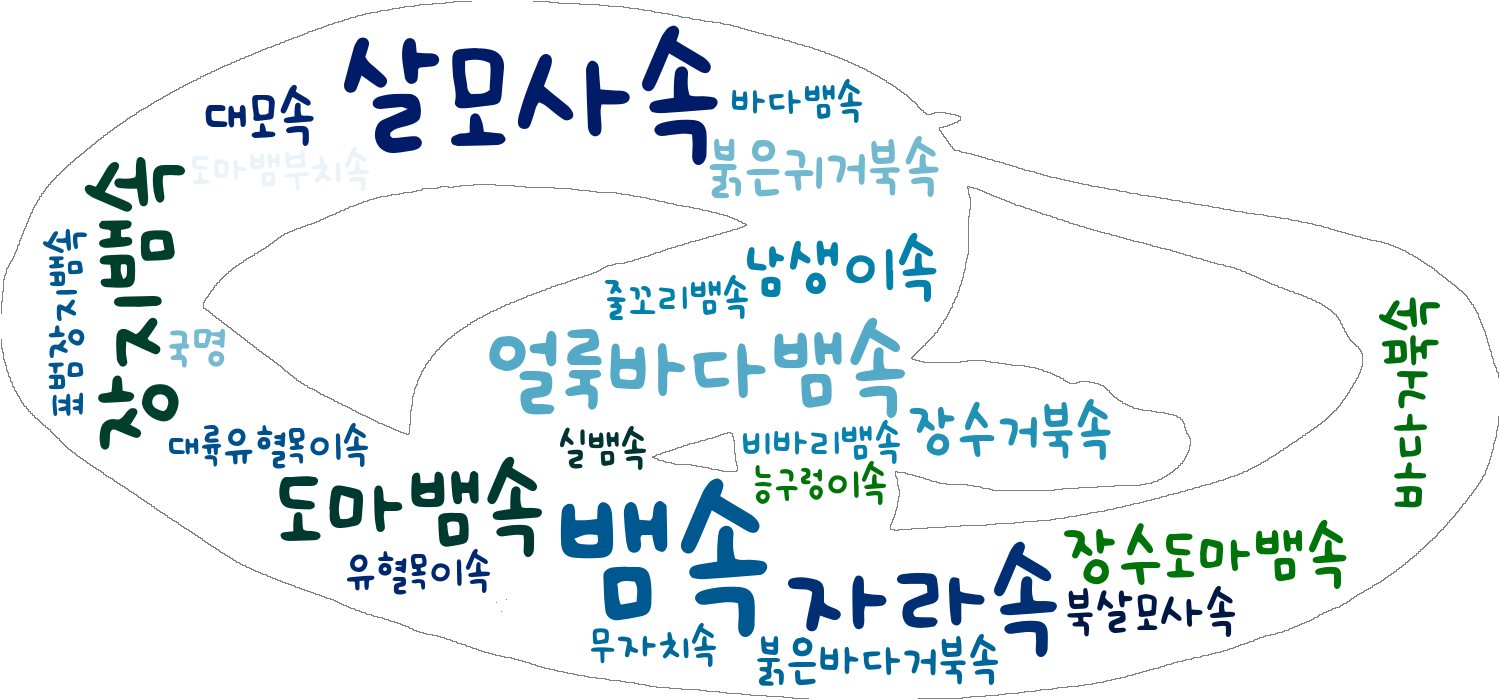 살모사속
대모속
바다뱀속
도마뱀부치속
붉은귀거북속
장지뱀속
표범장지뱀속
남생이속
줄꼬리뱀속
국명
얼룩바다뱀속
바다거북속
대륙유혈목이속
실뱀속
비바리뱀속
장수거북속
능구렁이속
도마뱀속
뱀속
유혈목이속
자라속
장수도마뱀속
북살모사속
무자치속
붉은바다거북속